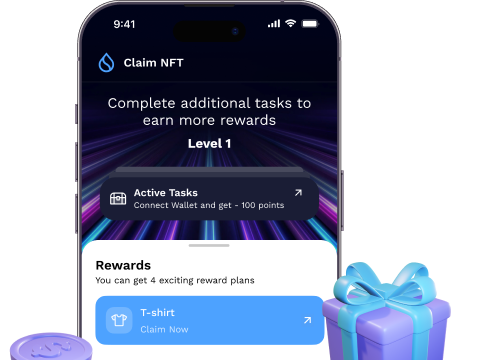 9:41
Claim NFT
Complete additional tasks to
earn more rewards
Level 1
Active Tasks
Connect Wallet and get - 100 points
Rewards
You can get 4 exciting reward plans
T-shirt
Claim Now